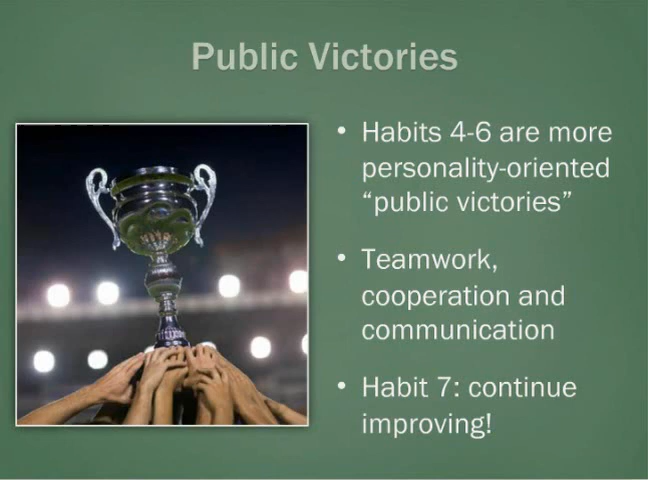 Public Victories
• Habits 4-6 are more
personality-oriented
“public victories”
• Teamwork,
cooperation and
communication
• Habit 7: continue
improving!